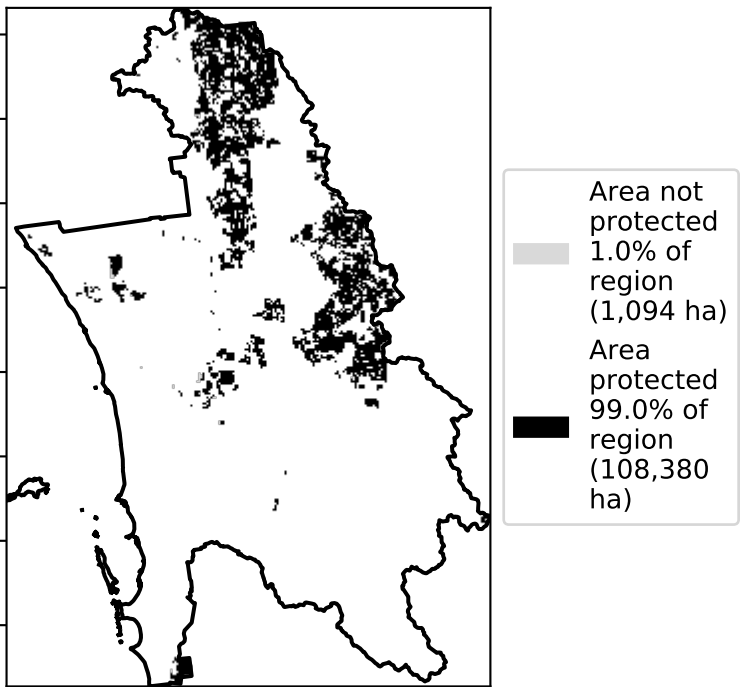 Area not
protected
1.0% of
region
(1,094 ha)
Area
protected
99.0% of
region
(108,380
ha)